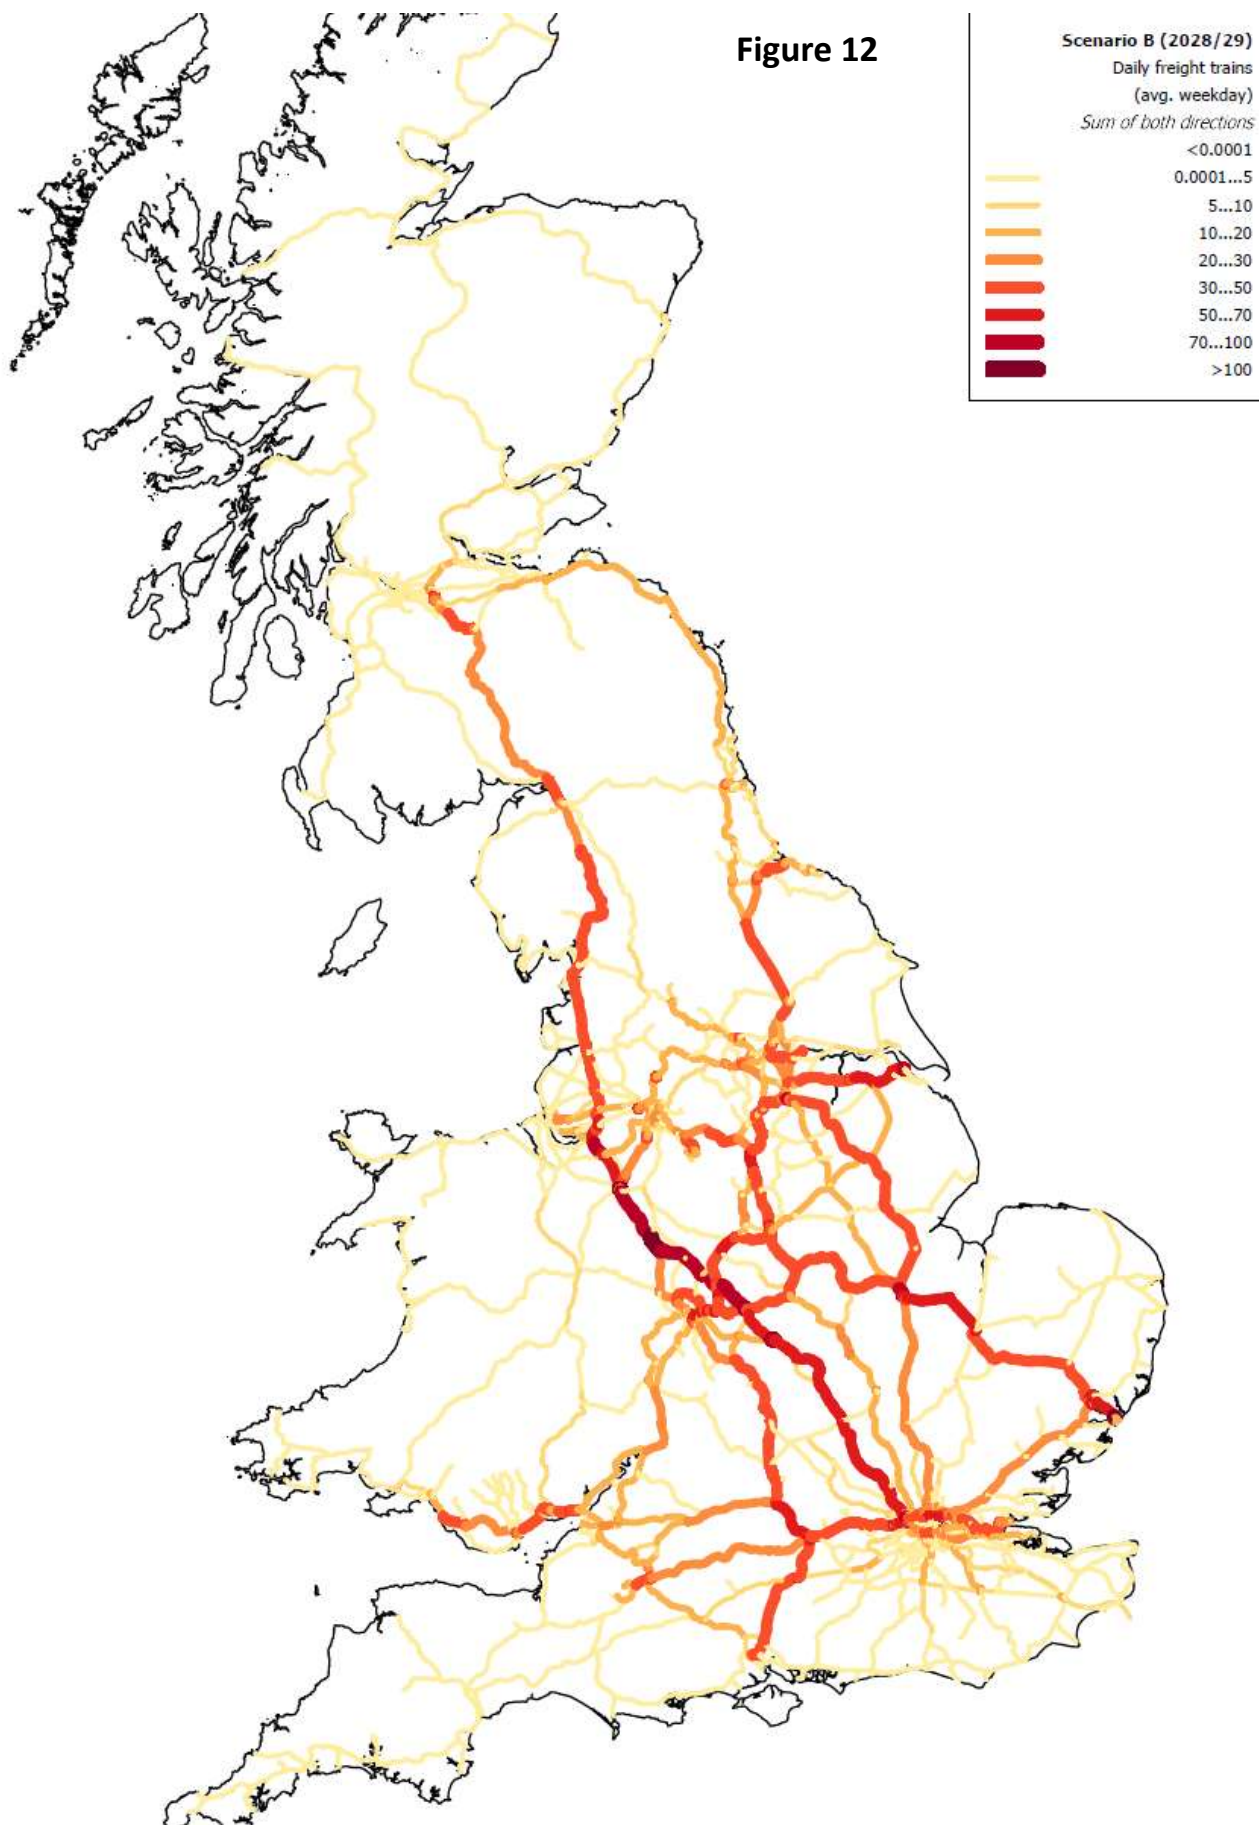 Figure 12
Scenario B (2028/29)
Daily freight trains
(avg. weekday)
Sum of both directions
<0.0001
0.0001...5
5...10
10...20
20...30
30...50
50...70
70...100
>100